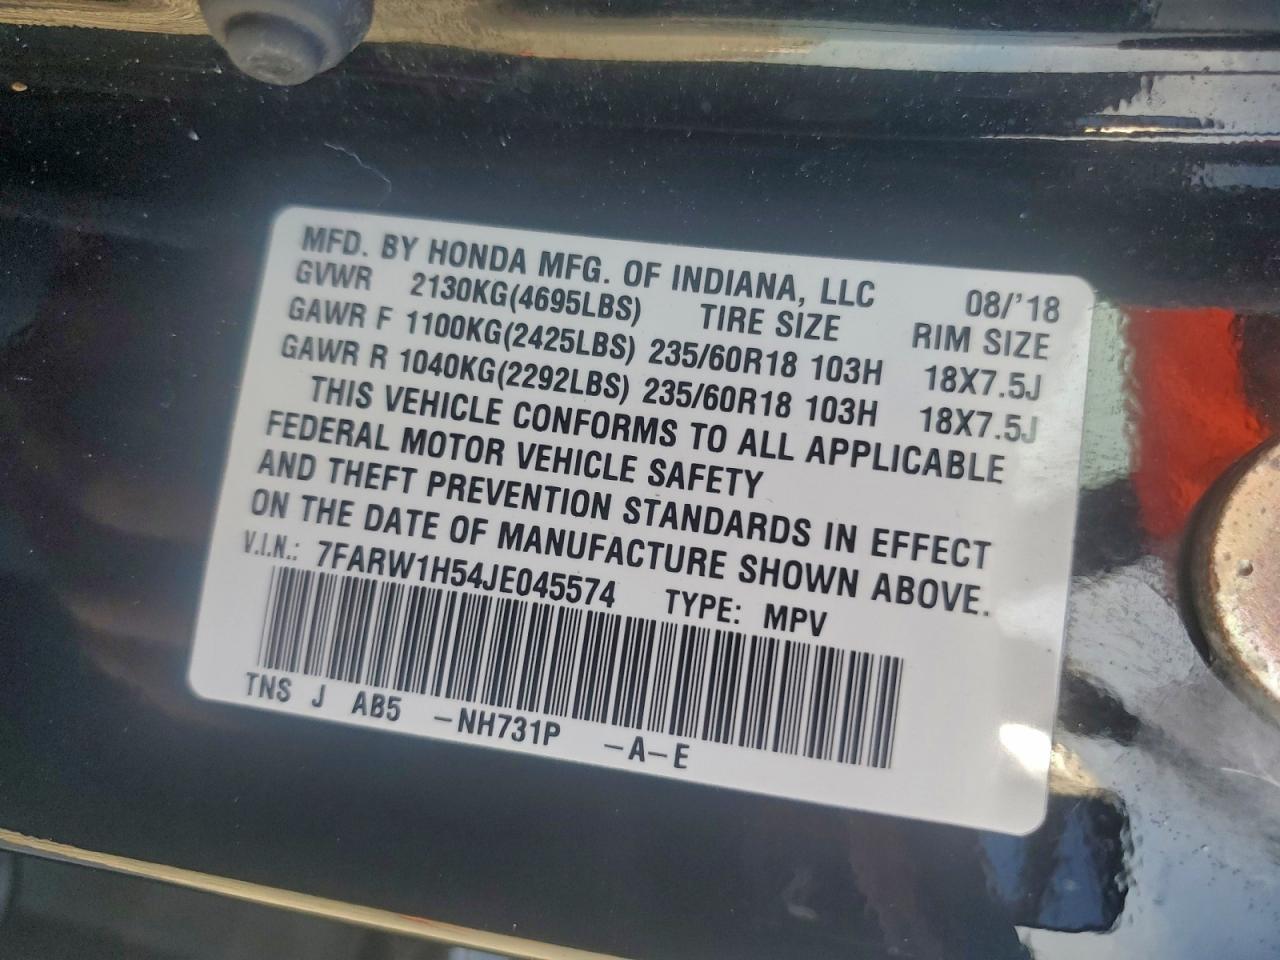 MFD. BY HONDA MFG. OF INDIANA, LLC 08/'18
GVWR 2130KG(4695LBS) TIRE SIZE RIM SIZE
GAWR F 1100KG(2425LBS) 235/60R18 103H 18X7.5J
GAWR R 1040KG(2292LBS) 235/60R18 103H 18X7.5J
THIS VEHICLE CONFORMS TO ALL APPLICABLE
FEDERAL MOTOR VEHICLE SAFETY
AND THEFT PREVENTION STANDARDS IN EFFECT
ON THE DATE OF MANUFACTURE SHOWN ABOVE.
V.I.N.: 7FARW1H54JE045574 TYPE: MPV
TNS J AB5 -NH731P -A-E